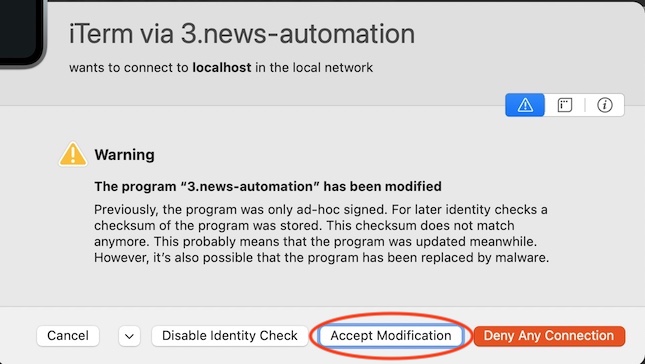 iTerm via 3.news-automation
wants to connect to localhost in the local network
Warning
The program “3.news-automation” has been modified
Previously, the program was only ad-hoc signed. For later identity checks a
checksum of the program was stored. This checksum does not match
anymore. This probably means that the program was updated meanwhile.
However, it’s also possible that the program has been replaced by malware.
Cancel
Disable Identity Check
Accept Modification
Deny Any Connection